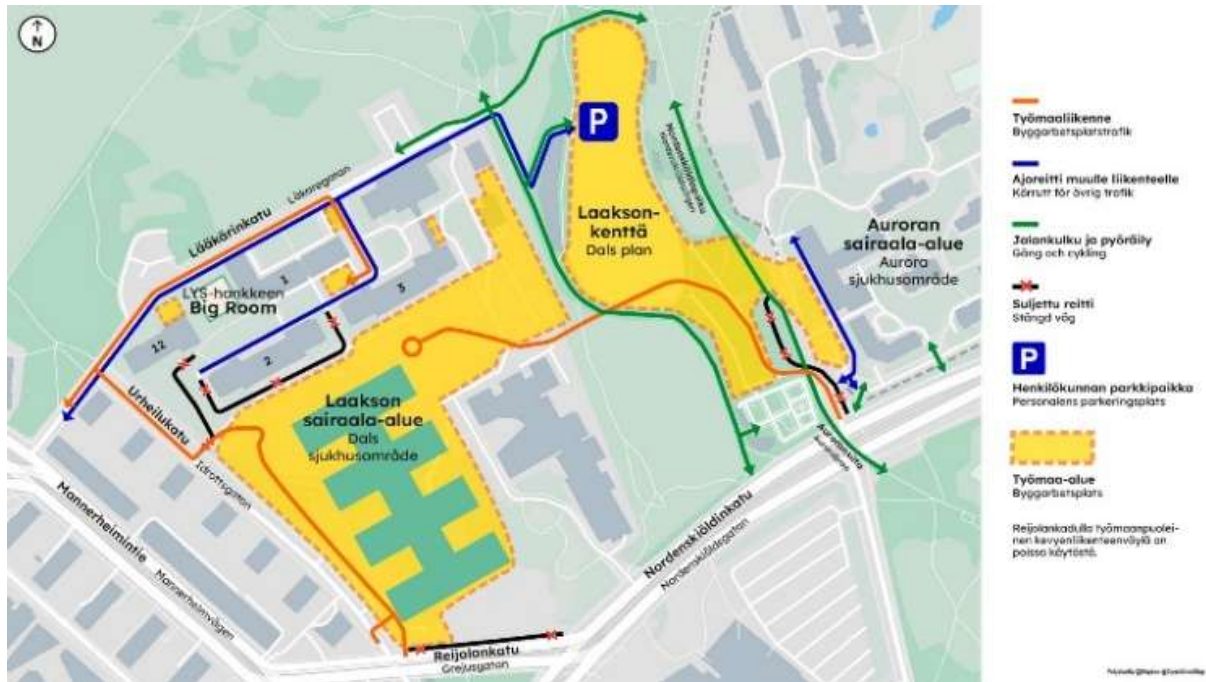 N
P
Läkaregatan
Lääkärinkatu
Laakson-
kenttä
Dals plan
Nordenskiöldinpolku
Auroran
sairaala-alue
Aurora
sjukhusområde
1
3
LYS-hankkeen
Big Room
12
2
Urheilukatu
Idrottsgatan
Laakson
sairaala-alue
Dals
sjukhusområde
Mannerheimintie
Mannerheimvägen
Nordenskiöldinkatu
Nordenskiöldsgatan
Auroransilta
Reijolankatu
Grejusgatan
Työmaaliikenne
Byggarbetsplatstrafik
Ajoreitti muulle liikenteelle
Körrutt för övrig trafik
Jalankulku ja pyöräily
Gång och cykling
Suljettu reitti
Stängd väg
P
Henkilökunnan parkkipaikka
Personalens parkeringsplats
Työmaa-alue
Byggarbetsplats
Reijolankadulla työmaanpuolei-
nen kevyenliikenteenväylä on
poissa käytöstä.